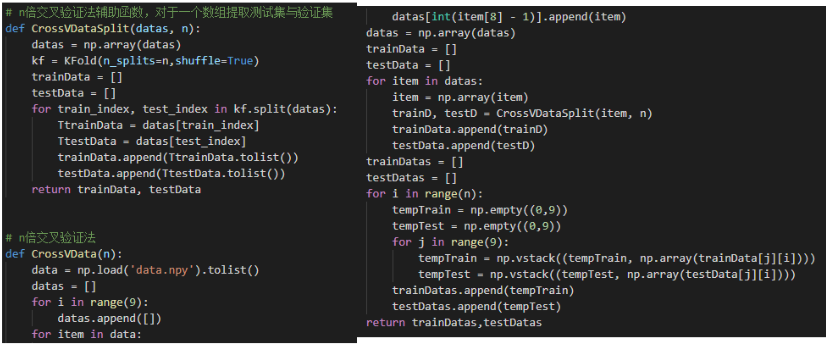 # n倍交叉验证法辅助函数，对于一个数组提取测试集与验证集
def CrossVDataSplit(datas, n):
    datas = np.array(datas)
    kf = KFold(n_splits=n,shuffle=True)
    trainData = []
    testData = []
    for train_index, test_index in kf.split(datas):
        TtrainData = datas[train_index]
        TtestData = datas[test_index]
        trainData.append(TtrainData.tolist())
        testData.append(TtestData.tolist())
    return trainData, testData
# n倍交叉验证法
def CrossVData(n):
    data = np.load('data.npy').tolist()
    datas = []
    for i in range(9):
        datas.append([])
    for item in data:
        datas[int(item[8] - 1)].append(item)
    datas = np.array(datas)
    trainData = []
    testData = []
    for item in datas:
        item = np.array(item)
        trainD, testD = CrossVDataSplit(item, n)
        trainData.append(trainD)
        testData.append(testD)
    trainDatas = []
    testDatas = []
    for i in range(n):
        tempTrain = np.empty((0,9))
        tempTest = np.empty((0,9))
        for j in range(9):
            tempTrain = np.vstack((tempTrain, np.array(trainData[j][i])))
            tempTest = np.vstack((tempTest, np.array(testData[j][i])))
        trainDatas.append(tempTrain)
        testDatas.append(tempTest)
    return trainDatas,testDatas